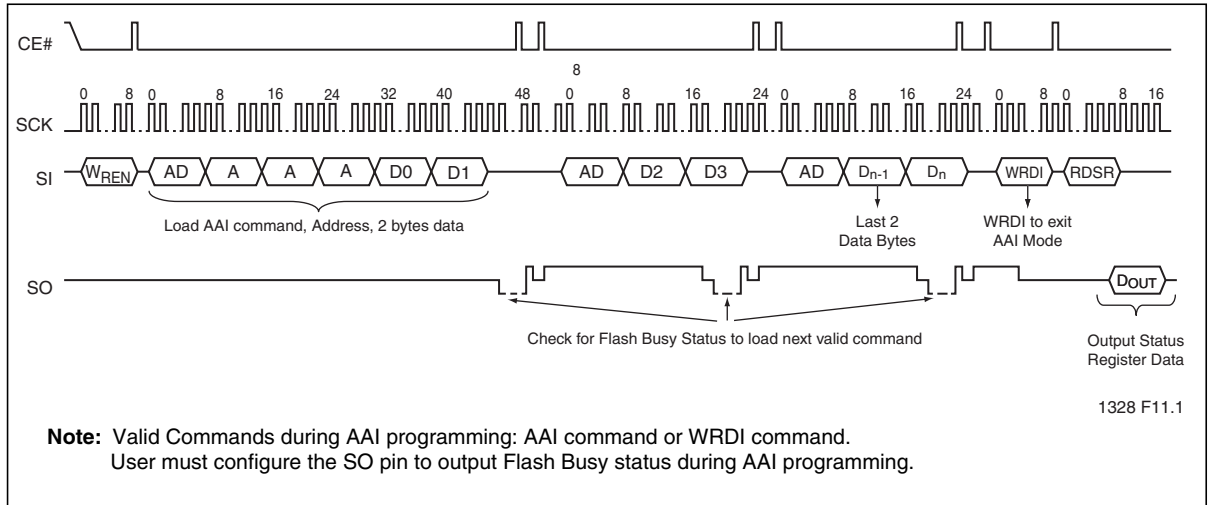 CE#
8
0 8 0 8 16 24 32 40 48 0 8 16 24 0 8 16 24 0 8 0 8 16
SCK
SI WREN AD A A A D0 D1 AD D2 D3 AD Dn-1 Dn WRDI RDSR
Load AAI command, Address, 2 bytes data
Last 2
Data Bytes
WRDI to exit
AAI Mode
SO DOUT
Check for Flash Busy Status to load next valid command
Output Status
Register Data
1328 F11.1
Note: Valid Commands during AAI programming: AAI command or WRDI command.
User must configure the SO pin to output Flash Busy status during AAI programming.